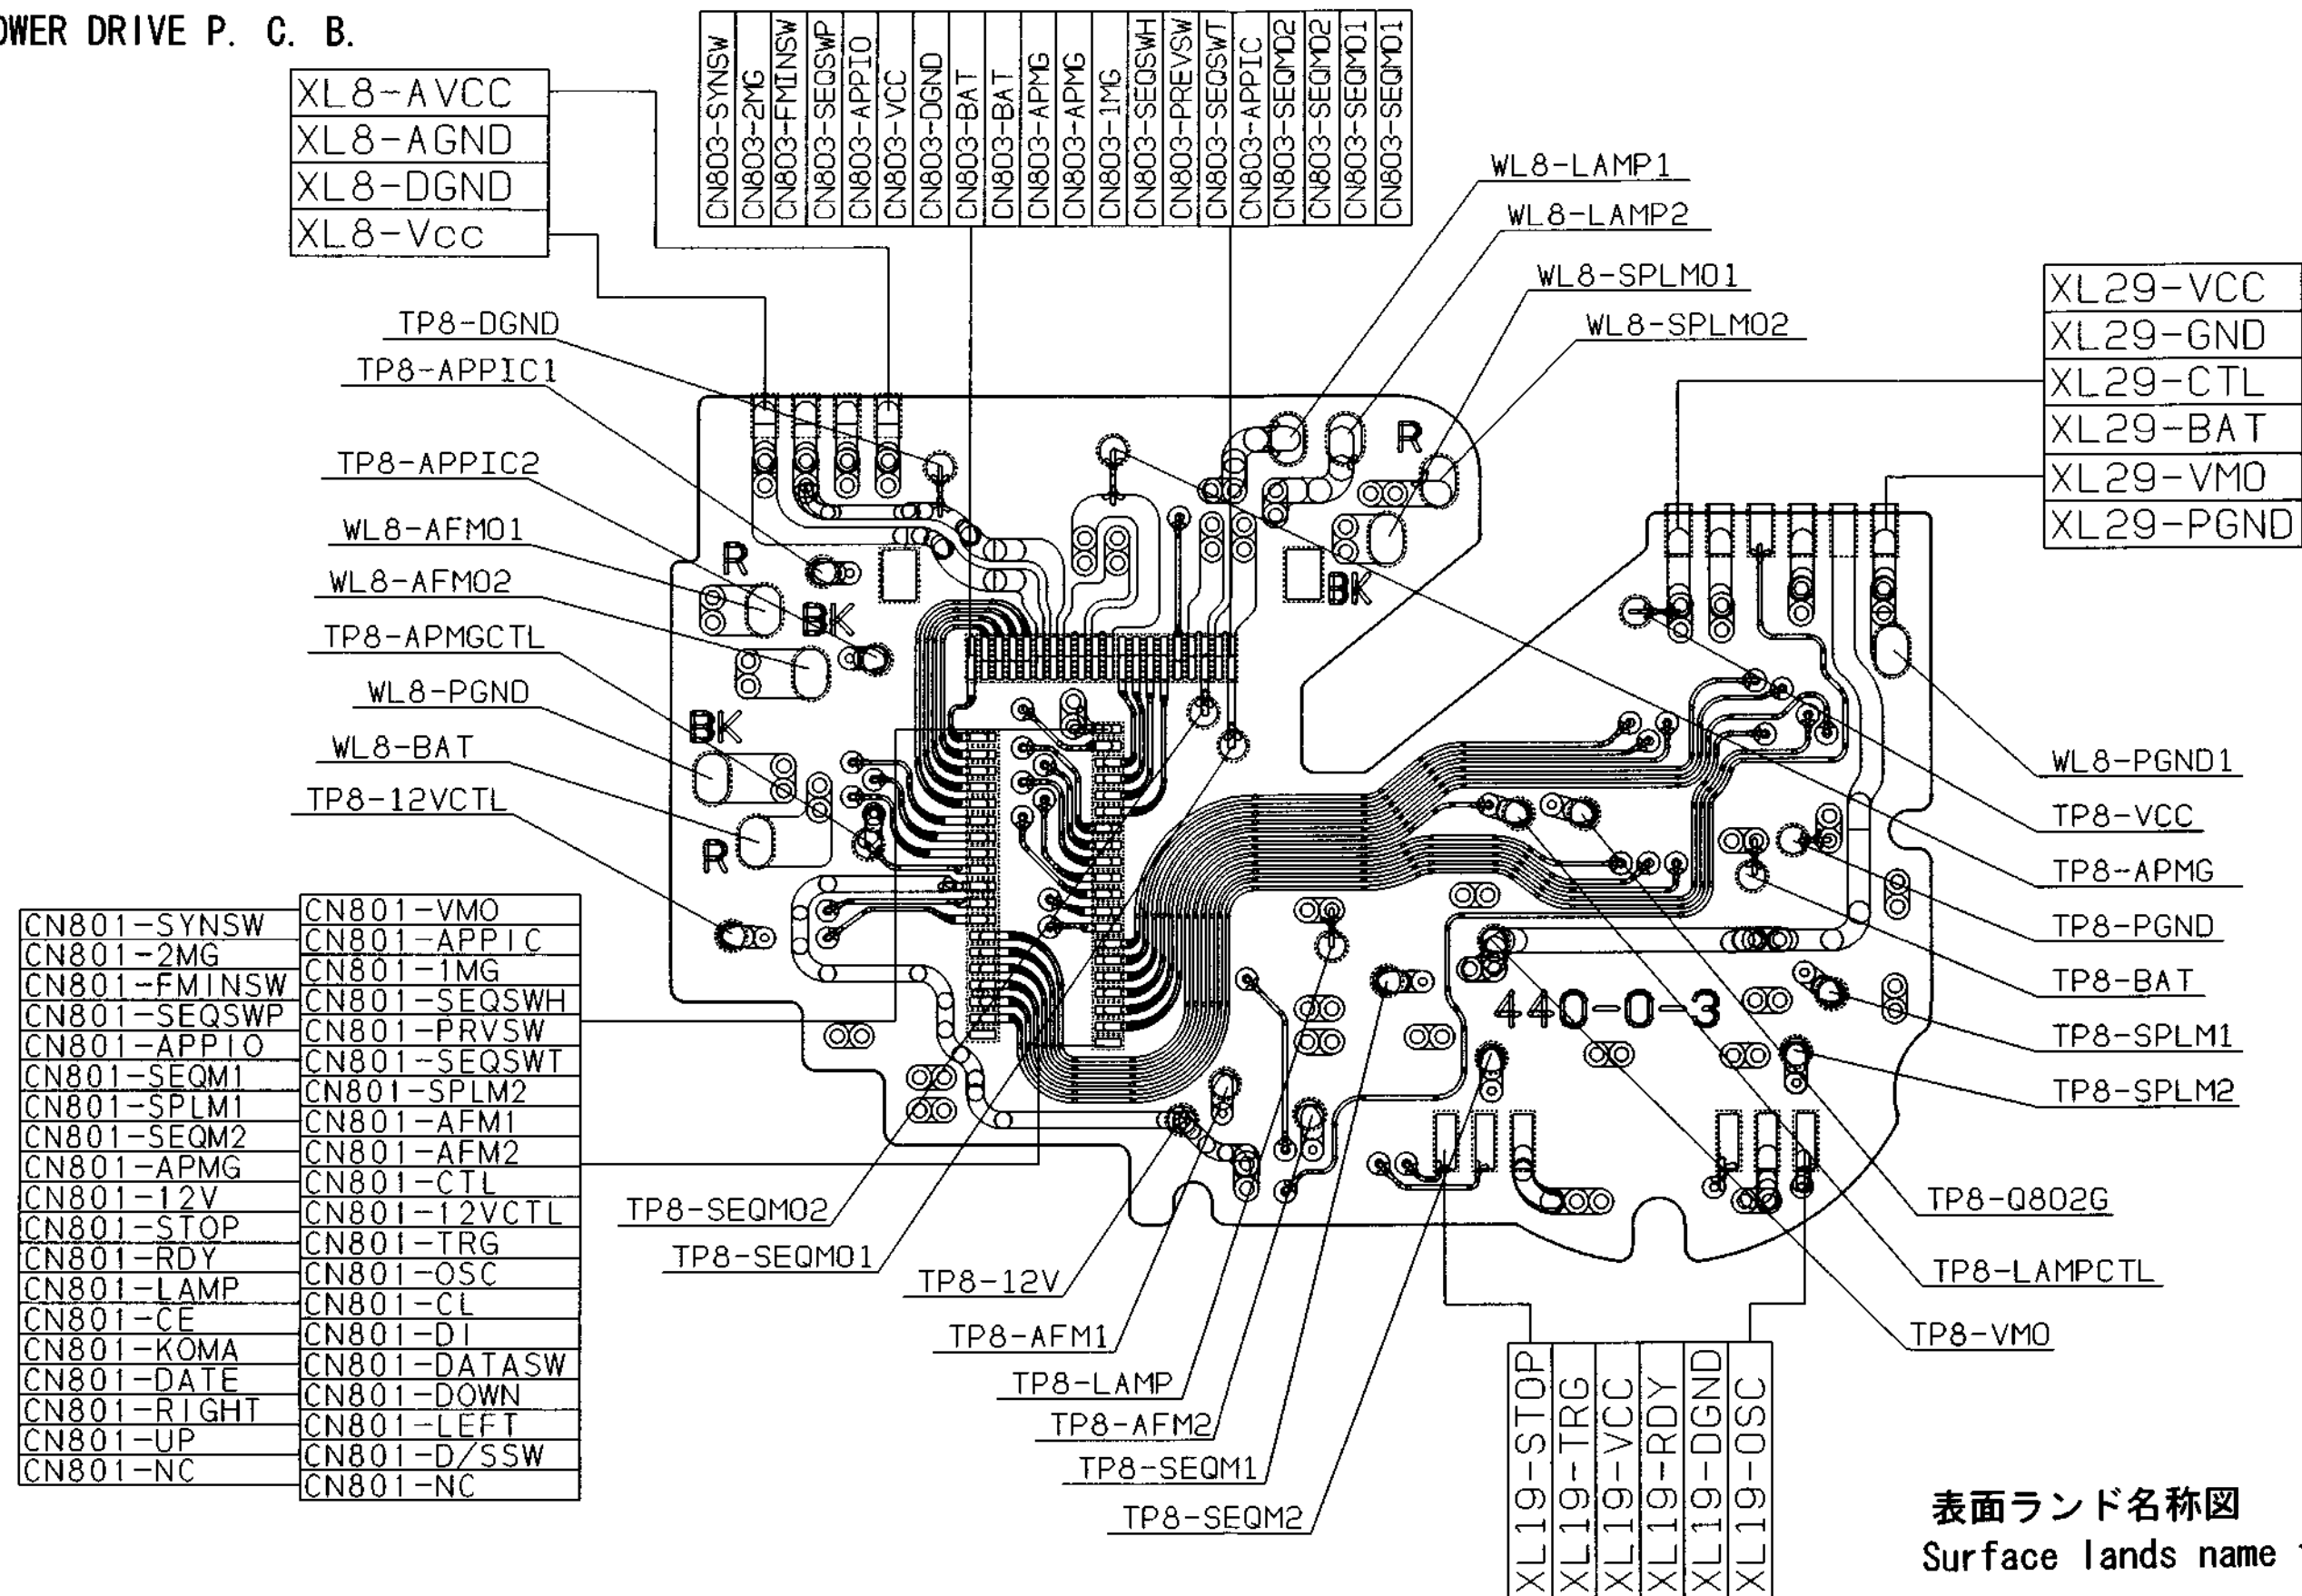 OWER DRIVE P. C. B.
XL8-AVCC
XL8-AGND
XL8-DGND
XL8-Vcc
CN803-SYNSW
CN803-2MG
CN803-FMINSW
CN803-SEQSWP
CN803-APPIO
CN803-VCC
CN803-DGND
CN803-BAT
CN803-BAT
CN803-APMG
CN803-APMG
CN803-1MG
CN803-SEQSWH
CN803-PREVSW
CN803-SEQSWT
CN803-APPIC
CN803-SEQMO2
CN803-SEQMO2
CN803-SEQMO1
CN803-SEQMO1
WL8-LAMP1
WL8-LAMP2
WL8-SPLMO1
WL8-SPLMO2
XL29-VCC
XL29-GND
XL29-CTL
XL29-BAT
XL29-VMO
XL29-PGND
TP8-DGND
TP8-APPIC1
TP8-APPIC2
WL8-AFMO1
WL8-AFMO2
TP8-APMGCTL
WL8-PGND
WL8-BAT
TP8-12VCTL
R
BK
BK
R
R
BK
440-0-3
WL8-PGND1
TP8-VCC
TP8-APMG
TP8-PGND
TP8-BAT
TP8-SPLM1
TP8-SPLM2
TP8-Q802G
TP8-LAMPCTL
TP8-VMO
CN801-SYNSW
CN801-2MG
CN801-FMINSW
CN801-SEQSWP
CN801-APPIO
CN801-SEQM1
CN801-SPLM1
CN801-SEQM2
CN801-APMG
CN801-12V
CN801-STOP
CN801-RDY
CN801-LAMP
CN801-CE
CN801-KOMA
CN801-DATE
CN801-RIGHT
CN801-UP
CN801-NC
CN801-VMO
CN801-APPIC
CN801-1MG
CN801-SEQSWH
CN801-PRVSW
CN801-SEQSWT
CN801-SPLM2
CN801-AFM1
CN801-AFM2
CN801-CTL
CN801-12VCTL
CN801-TRG
CN801-OSC
CN801-CL
CN801-DI
CN801-DATASW
CN801-DOWN
CN801-LEFT
CN801-D/SSW
CN801-NC
TP8-SEQMO2
TP8-SEQMO1
TP8-12V
TP8-AFM1
TP8-LAMP
TP8-AFM2
TP8-SEQM1
TP8-SEQM2
XL19-STOP
XL19-TRG
XL19-VCC
XL19-RDY
XL19-DGND
XL19-OSC
表面ランド名称図
Surface lands name